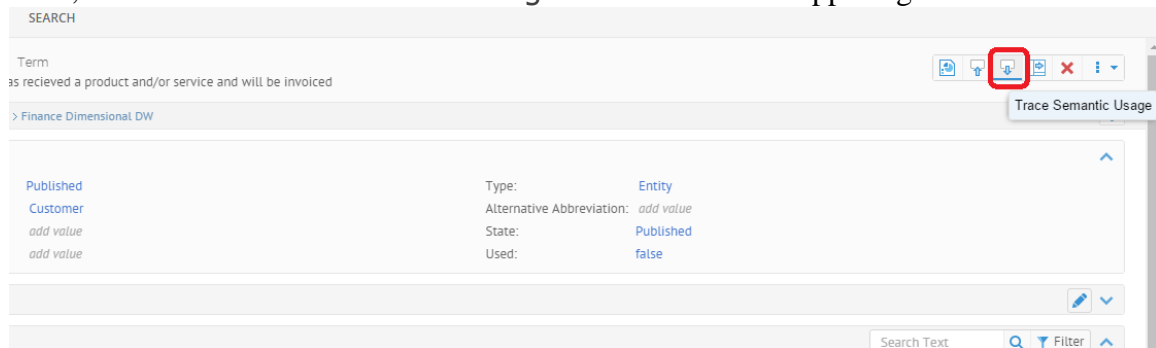 SEARCH
Term
as recieved a product and/or service and will be invoiced
Trace Semantic Usage
> Finance Dimensional DW
Published Type: Entity
Customer Alternative Abbreviation: add value
add value State: Published
add value Used: false
Search Text Filter